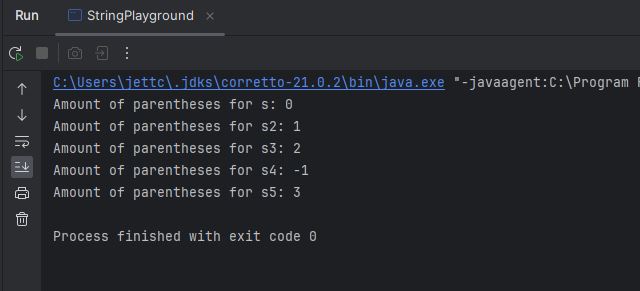 Run StringPlayground
C:\Users\jettc\.jdks\corretto-21.0.2\bin\java.exe "-javaagent:C:\Program
Amount of parentheses for s: 0
Amount of parentheses for s2: 1
Amount of parentheses for s3: 2
Amount of parentheses for s4: -1
Amount of parentheses for s5: 3
Process finished with exit code 0